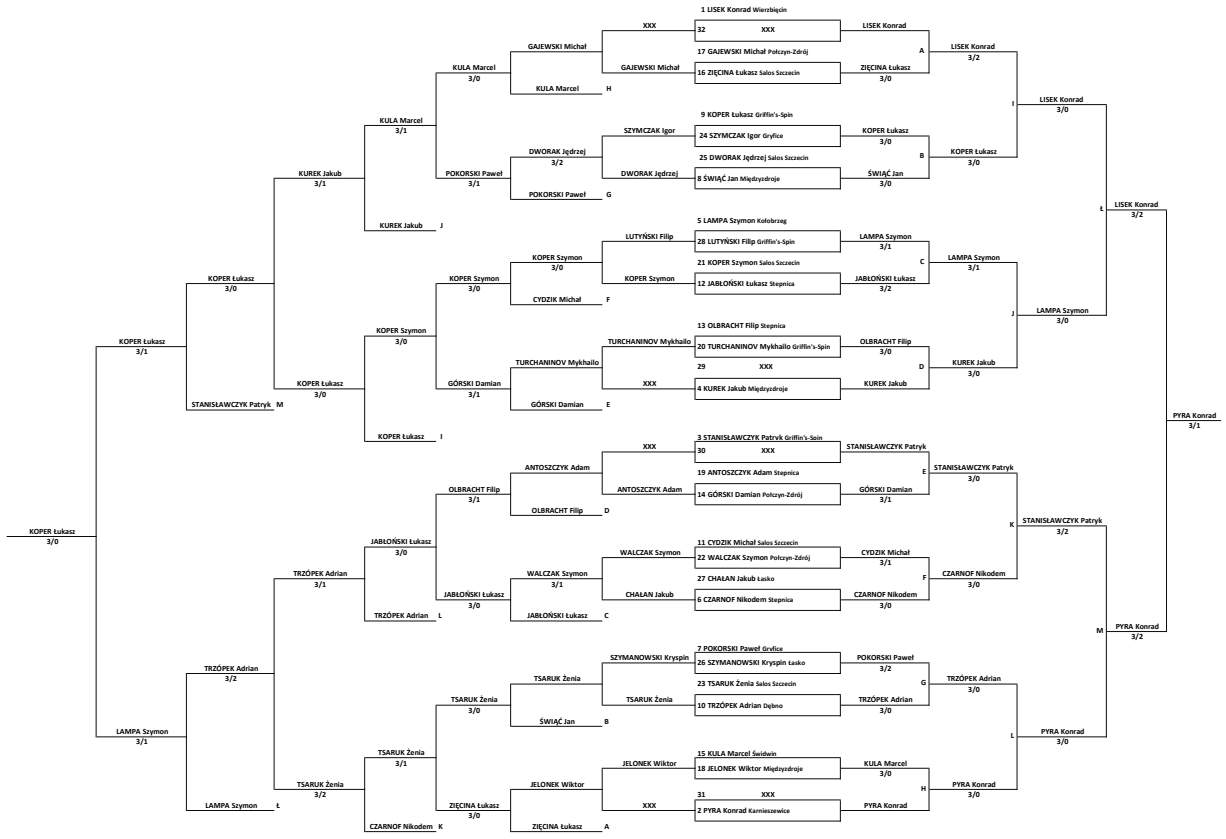 1 LISEK Konrad Wierzbięcin
XXX 32 XXX LISEK Konrad
GAJEWSKI Michał 17 GAJEWSKI Michał Połczyn-Zdrój A LISEK Konrad
KULA Marcel GAJEWSKI Michał 16 ZIĘCINA Łukasz Salos Szczecin ZIĘCINA Łukasz 3/2
3/0 3/0
KULA Marcel H
I LISEK Konrad
3/0
KULA Marcel 9 KOPER Łukasz Griffin's-Spin
3/1 SZYMCZAK Igor 24 SZYMCZAK Igor Gryfice KOPER Łukasz
3/0
DWORAK Jędrzej 25 DWORAK Jędrzej Salos Szczecin B KOPER Łukasz
3/2 3/0
KUREK Jakub POKORSKI Paweł DWORAK Jędrzej 8 ŚWIĄĆ Jan Międzyzdroje ŚWIĄĆ Jan
3/1 3/1 3/0
POKORSKI Paweł G
Ł LISEK Konrad
3/2
KUREK Jakub J 5 LAMPA Szymon Kołobrzeg
LUTYŃSKI Filip 28 LUTYŃSKI Filip Griffin's-Spin LAMPA Szymon
3/1
KOPER Szymon 21 KOPER Szymon Salos Szczecin C LAMPA Szymon
3/0 3/1
KOPER Łukasz KOPER Szymon KOPER Szymon 12 JABŁOŃSKI Łukasz Stepnica JABŁOŃSKI Łukasz
3/0 3/0 3/2
CYDZIK Michał F
J LAMPA Szymon
3/0
KOPER Szymon 13 OLBRACHT Filip Stepnica
3/0
KOPER Łukasz TURCHANINOV Mykhailo 20 TURCHANINOV Mykhailo Griffin's-Spin OLBRACHT Filip
3/1 3/0
TURCHANINOV Mykhailo 29 XXX D KUREK Jakub
3/0
KOPER Łukasz GÓRSKI Damian XXX 4 KUREK Jakub Międzyzdroje KUREK Jakub
3/0 3/1
STANISŁAWCZYK Patryk M GÓRSKI Damian E
PYRA Konrad
3/1
KOPER Łukasz I 3 STANISŁAWCZYK Patryk Griffin's-Spin
XXX 30 XXX STANISŁAWCZYK Patryk
ANTOSZCZYK Adam 19 ANTOSZCZYK Adam Stepnica E STANISŁAWCZYK Patryk
3/0
OLBRACHT Filip ANTOSZCZYK Adam 14 GÓRSKI Damian Połczyn-Zdrój GÓRSKI Damian
3/1 3/1
OLBRACHT Filip D
K STANISŁAWCZYK Patryk
3/2
KOPER Łukasz
3/0
JABŁOŃSKI Łukasz 11 CYDZIK Michał Salos Szczecin
3/0
WALCZAK Szymon 22 WALCZAK Szymon Połczyn-Zdrój CYDZIK Michał
3/1
TRZÓPEK Adrian WALCZAK Szymon 27 CHAŁAN Jakub Łasko F CZARNOF Nikodem
3/1 3/1 3/0
JABŁOŃSKI Łukasz CHAŁAN Jakub 6 CZARNOF Nikodem Stepnica CZARNOF Nikodem
3/0 3/0
TRZÓPEK Adrian L JABŁOŃSKI Łukasz C
M PYRA Konrad
3/2
7 POKORSKI Paweł Gryfice
TRZÓPEK Adrian SZYMANOWSKI Kryspin 26 SZYMANOWSKI Kryspin Łasko POKORSKI Paweł
3/2 3/2
TSARUK Żenia 23 TSARUK Żenia Salos Szczecin G TRZÓPEK Adrian
3/0
TSARUK Żenia TSARUK Żenia 10 TRZÓPEK Adrian Dębno TRZÓPEK Adrian
3/0 3/0
ŚWIĄĆ Jan B
LAMPA Szymon L PYRA Konrad
3/1 3/0
TSARUK Żenia 15 KULA Marcel Świdwin
3/1
JELONEK Wiktor 18 JELONEK Wiktor Międzyzdroje KULA Marcel
3/0
TSARUK Żenia JELONEK Wiktor 31 XXX H PYRA Konrad
3/2 3/0
LAMPA Szymon Ł ZIĘCINA Łukasz XXX 2 PYRA Konrad Karnieszewice PYRA Konrad
3/0
CZARNOF Nikodem K ZIĘCINA Łukasz A